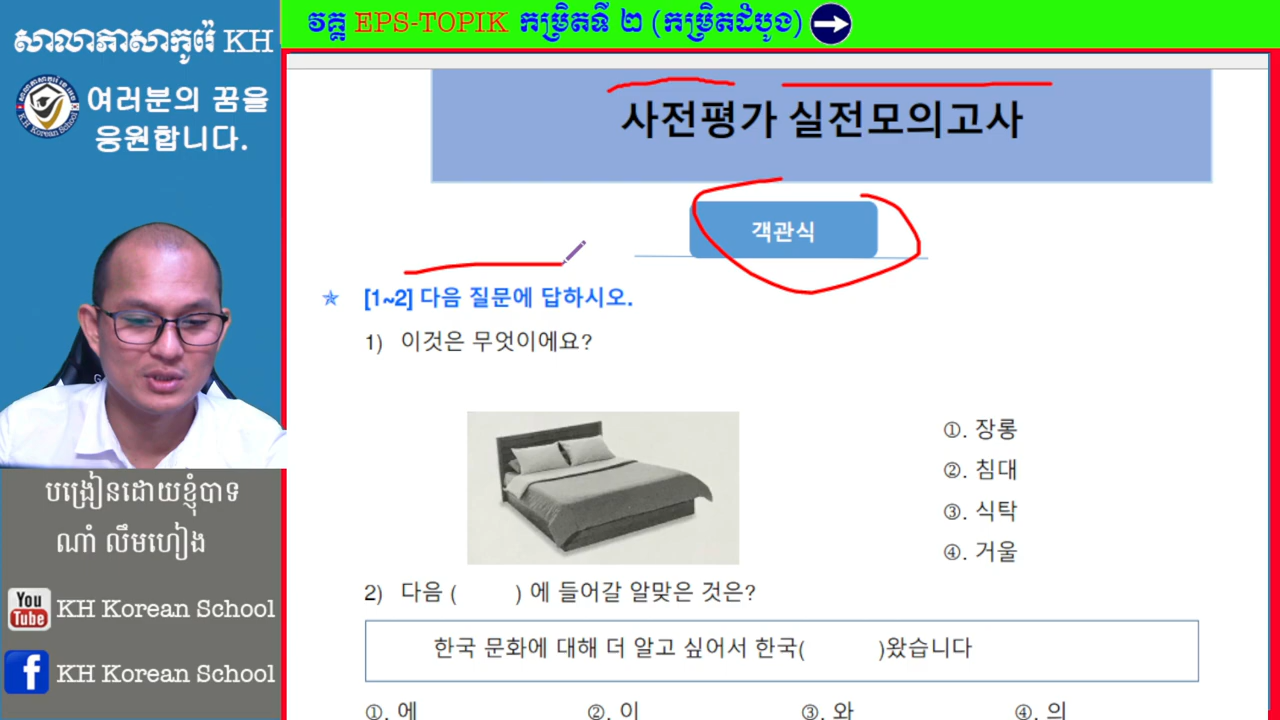 សាលាភាសាកូរ៉េ KH
여러분의 꿈을
응원합니다.
បង្រៀនដោយខ្ញុំបាទ
ណាំ លឹមហៀង
You Tube KH Korean School
f KH Korean School
វគ្គ EPS-TOPIK កម្រិតទី ២ (កម្រិតដំបូង)
사전평가 실전모의고사
객관식
[1~2] 다음 질문에 답하시오.
1) 이것은 무엇이에요?
①. 장롱
②. 침대
③. 식탁
④. 거울
2) 다음 ( ) 에 들어갈 알맞은 것은?
한국 문화에 대해 더 알고 싶어서 한국( )왔습니다
①. 에 ②. 이 ③. 와 ④. 의